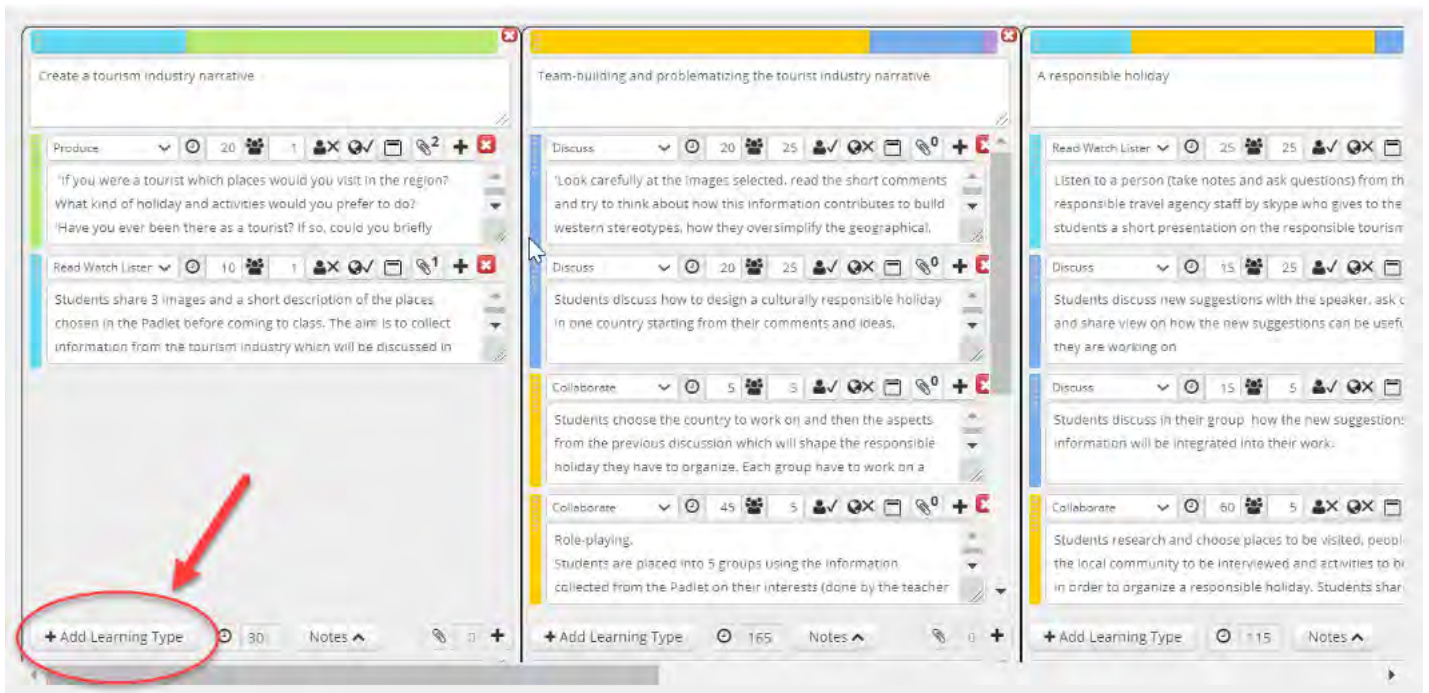 Create a tourism industry narrative
Produce 20 1 2
"If you were a tourist which places would you visit in the region?
What kind of holiday and activities would you prefer to do?
"Have you ever been there as a tourist? If so, could you briefly
Read Watch Lister 10 1 1
Students share 3 images and a short description of the places
chosen in the Padlet before coming to class. The aim is to collect
information from the tourism industry which will be discussed in
+ Add Learning Type 30 Notes 0 +
Team-building and problematizing the tourist industry narrative
Discuss 20 25 0
"Look carefully at the images selected, read the short comments
and try to think about how this information contributes to build
western stereotypes, how they oversimplify the geographical,
Discuss 20 25 0
Students discuss how to design a culturally responsible holiday
in one country starting from their comments and ideas.
Collaborate 5 5 0
Students choose the country to work on and then the aspects
from the previous discussion which will shape the responsible
holiday they have to organize. Each group have to work on a
Collaborate 45 5 0
Role-playing.
Students are placed into 5 groups using the information
collected from the Padlet on their interests (done by the teacher
+ Add Learning Type 165 Notes 0 +
A responsible holiday
Read Watch Lister 25 25
Listen to a person (take notes and ask questions) from th
responsible travel agency staff by skype who gives to the
students a short presentation on the responsible tourism
Discuss 15 25
Students discuss new suggestions with the speaker, ask
and share view on how the new suggestions can be usef
they are working on
Discuss 15 5
Students discuss in their group how the new suggestion
information will be integrated into their work.
Collaborate 60 5
Students research and choose places to be visited, peopl
the local community to be interviewed and activities to
in order to organize a responsible holiday. Students shar
+ Add Learning Type 115 Notes